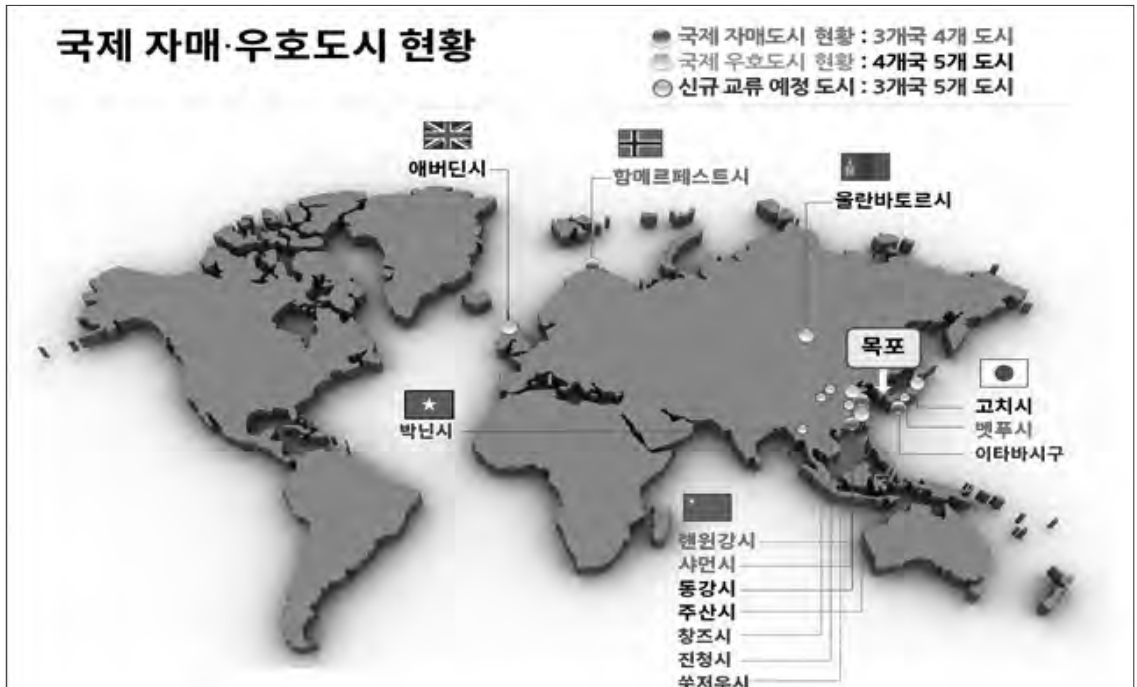 국제 자매·우호도시 현황
국제 자매도시 현황 : 3개국 4개 도시
국제 우호도시 현황 : 4개국 5개 도시
신규 교류 예정 도시 : 3개국 5개 도시
애버딘시
함메르페스트시
울란바토르시
목포
고치시
벳푸시
이타바시구
박닌시
롄윈강시
샤먼시
동강시
주산시
창즈시
진청시
쑤저우시